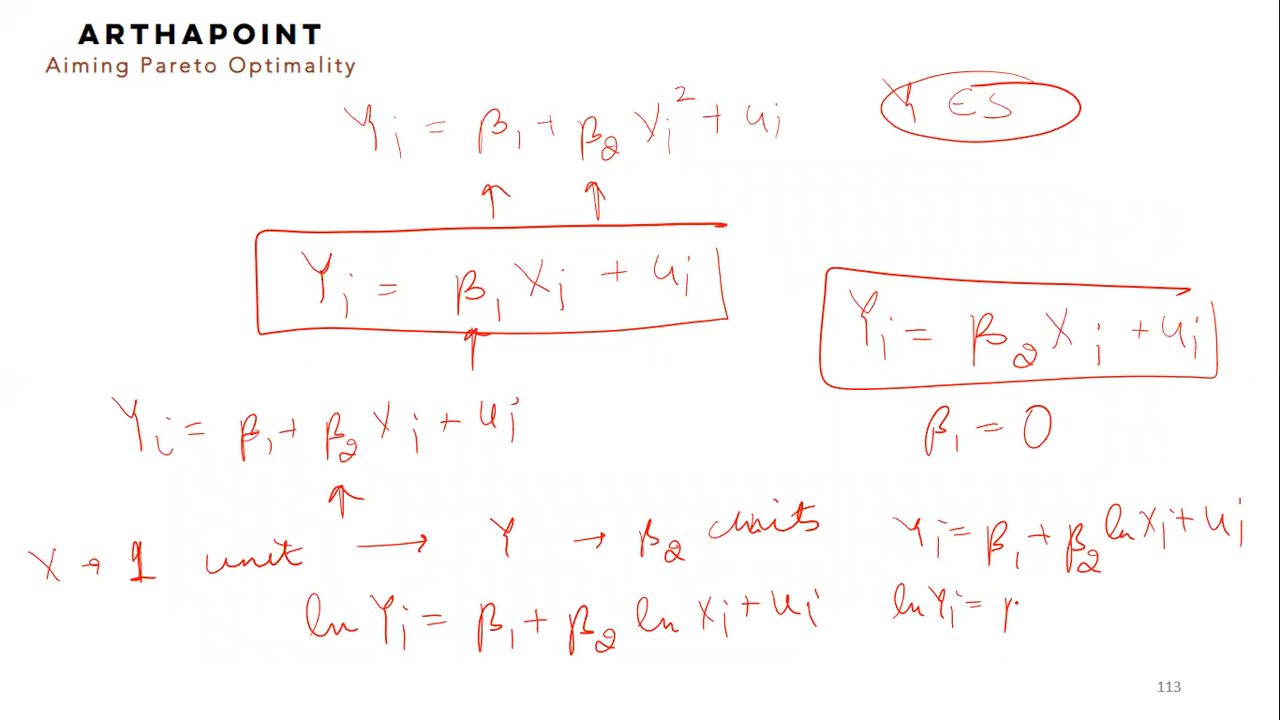 ARTHAPOINT
Aiming Pareto Optimality
Yi = β1 + β2 Xi² + ui
YES
Yi = β1 Xi + ui
Yi = β2 Xi + ui
Yi = β1 + β2 Xi + ui
β1 = 0
X → 1 unit → Y → β2 units
Yi = β1 + β2 ln Xi + ui
ln Yi = β1 + β2 ln Xi + ui
ln Yi =
113